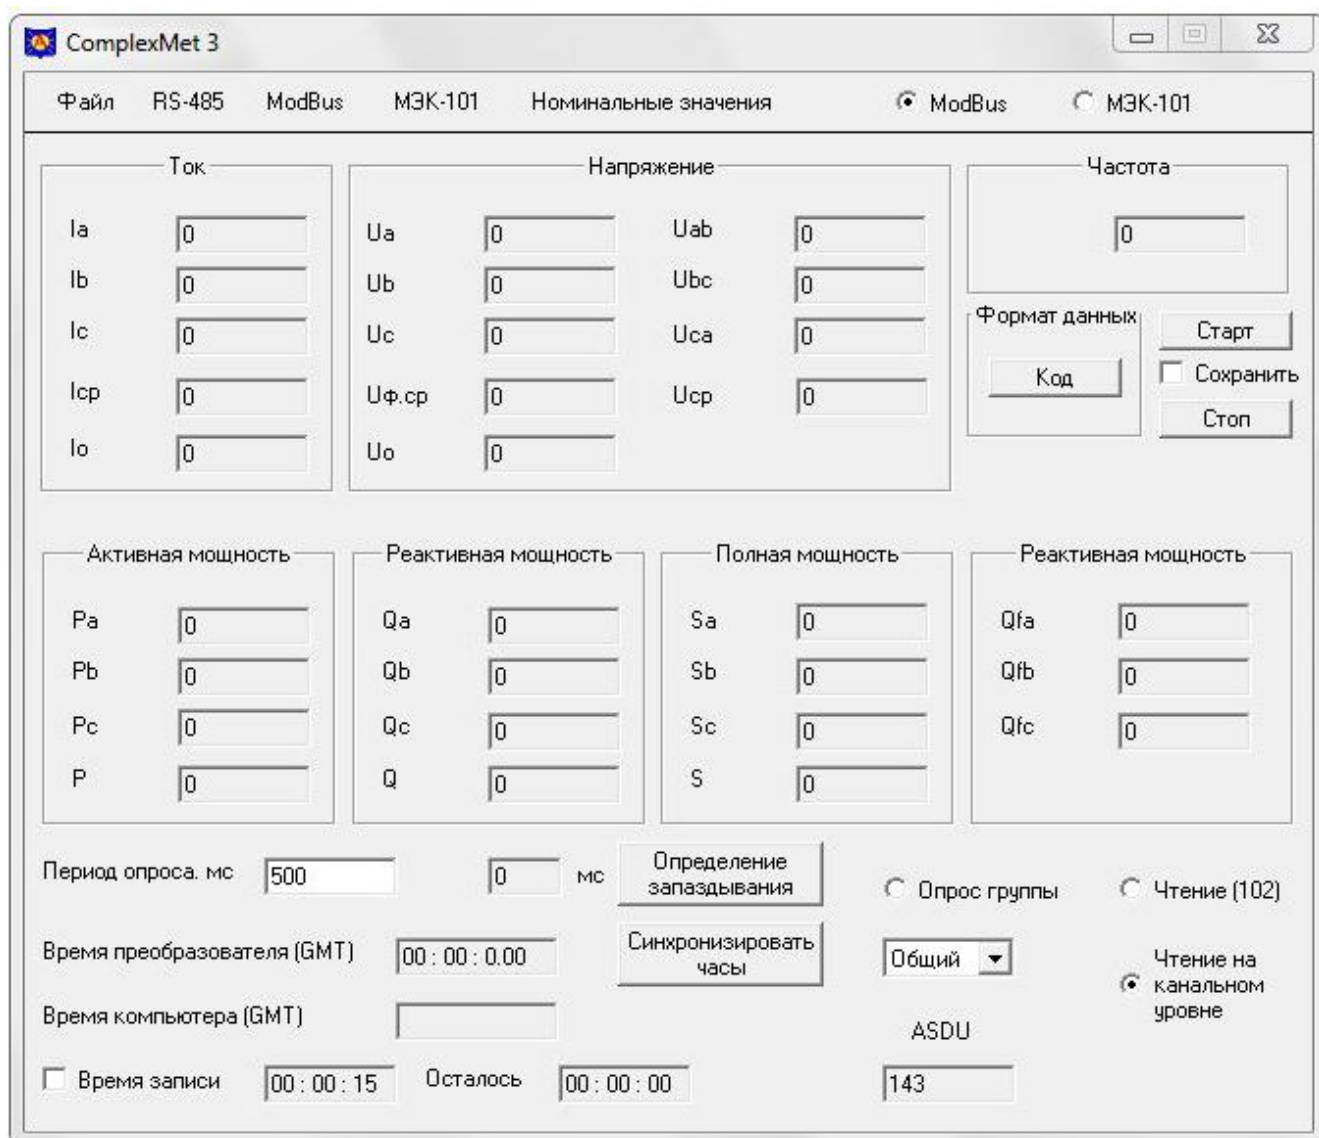 ComplexMet 3
Файл RS-485 ModBus МЭК-101 Номинальные значения ModBus МЭК-101
Ток Напряжение Частота
Ia 0 Ua 0 Uab 0 0
Ib 0 Ub 0 Ubc 0
Ic 0 Uc 0 Uca 0
Формат данных Старт
Iср 0 Uф.ср 0 Uср 0
Код Сохранить
Io 0 Uo 0
Стоп
Активная мощность Реактивная мощность Полная мощность Реактивная мощность
Pa 0 Qa 0 Sa 0 Qfa 0
Pb 0 Qb 0 Sb 0 Qfb 0
Pc 0 Qc 0 Sc 0 Qfc 0
P 0 Q 0 S 0
Период опроса. мс 500 0 мс
Определение
запаздывания
Опрос группы Чтение (102)
Время преобразователя (GMT) 00 : 00 : 0.00
Синхронизировать
часы
Общий
Чтение на
канальном
уровне
Время компьютера (GMT)
ASDU
Время записи 00 : 00 : 15 Осталось 00 : 00 : 00 143